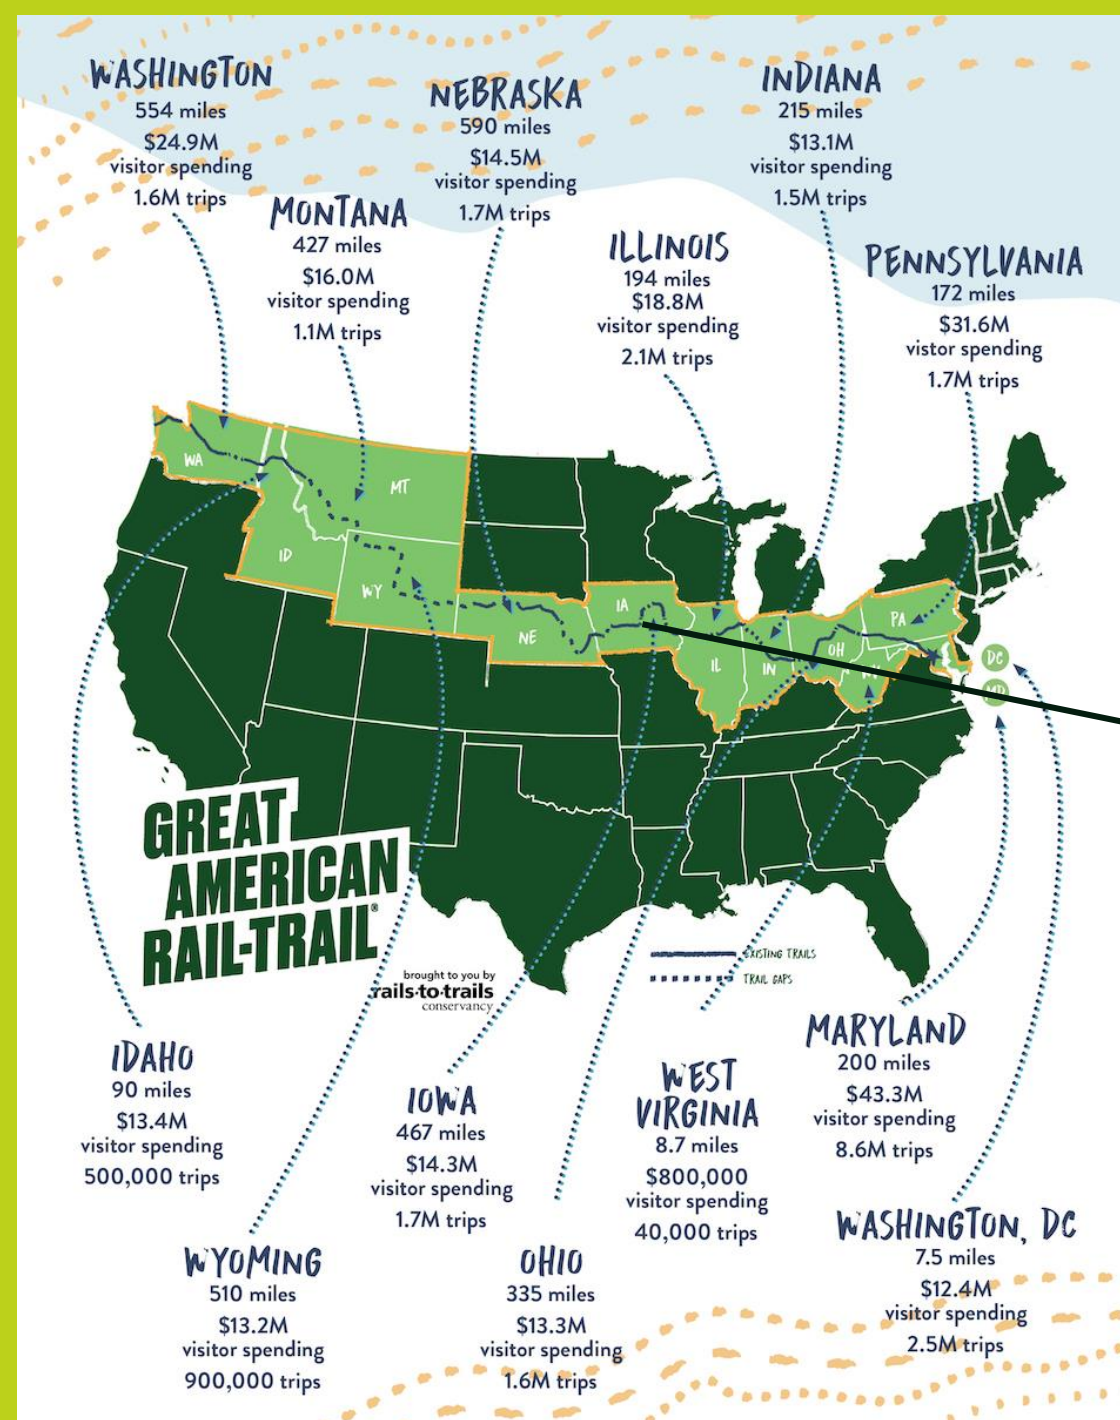 WASHINGTON
554 miles
$24.9M
visitor spending
1.6M trips
NEBRASKA
590 miles
$14.5M
visitor spending
1.7M trips
INDIANA
215 miles
$13.1M
visitor spending
1.5M trips
MONTANA
427 miles
$16.0M
visitor spending
1.1M trips
ILLINOIS
194 miles
$18.8M
visitor spending
2.1M trips
PENNSYLVANIA
172 miles
$31.6M
vistor spending
1.7M trips
WA
MT
ID
WY
NE
IA
IL
IN
OH
PA
WV
DC
MD
GREAT
AMERICAN
RAIL-TRAIL®
brought to you by
rails·to·trails
conservancy
EXISTING TRAILS
TRAIL GAPS
IDAHO
90 miles
$13.4M
visitor spending
500,000 trips
IOWA
467 miles
$14.3M
visitor spending
1.7M trips
WEST
VIRGINIA
8.7 miles
$800,000
visitor spending
40,000 trips
MARYLAND
200 miles
$43.3M
visitor spending
8.6M trips
WYOMING
510 miles
$13.2M
visitor spending
900,000 trips
OHIO
335 miles
$13.3M
visitor spending
1.6M trips
WASHINGTON, DC
7.5 miles
$12.4M
visitor spending
2.5M trips